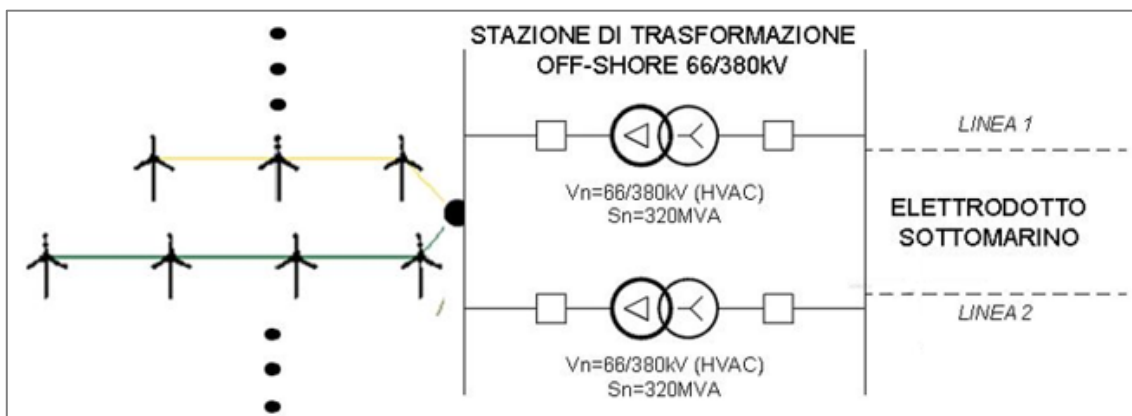 STAZIONE DI TRASFORMAZIONE
OFF-SHORE 66/380kV
LINEA 1
Vn=66/380kV (HVAC)
Sn=320MVA
ELETTRODOTTO
SOTTOMARINO
LINEA 2
Vn=66/380kV (HVAC)
Sn=320MVA